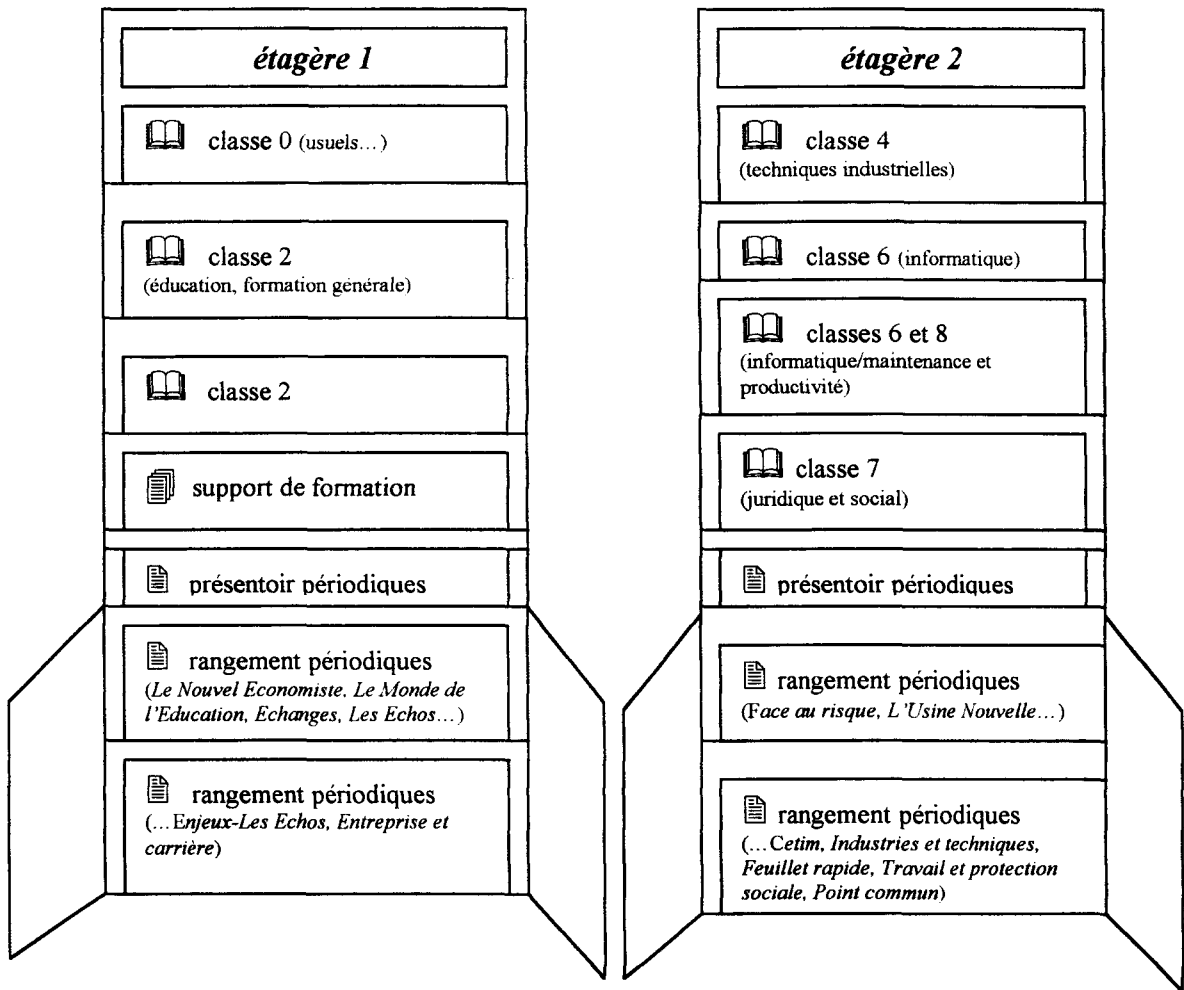 étagère 1
classe 0 (usuels...)
classe 2
(éducation, formation générale)
classe 2
support de formation
présentoir périodiques
rangement périodiques
(Le Nouvel Economiste, Le Monde de
l'Education, Echanges, Les Echos...)
rangement périodiques
(...Enjeux-Les Echos, Entreprise et
carrière)
étagère 2
classe 4
(techniques industrielles)
classe 6 (informatique)
classes 6 et 8
(informatique/maintenance et
productivité)
classe 7
(juridique et social)
présentoir périodiques
rangement périodiques
(Face au risque, L'Usine Nouvelle...)
rangement périodiques
(...Cetim, Industries et techniques,
Feuillet rapide, Travail et protection
sociale, Point commun)